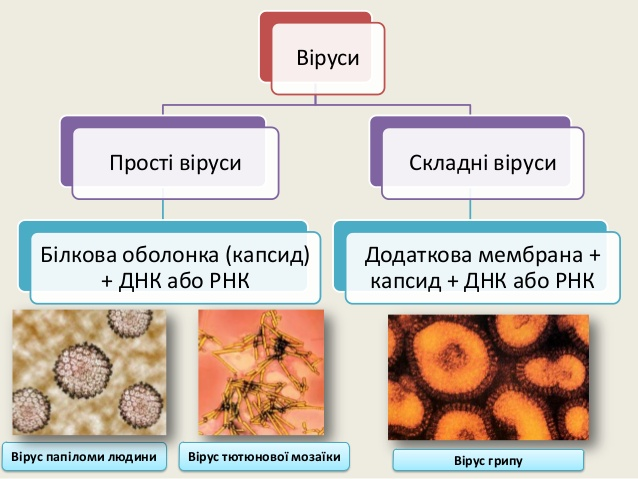 Віруси
Прості віруси
Складні віруси
Білкова оболонка (капсид)
+ ДНК або РНК
Додаткова мембрана +
капсид + ДНК або РНК
Вірус папіломи людини
Вірус тютюнової мозаїки
Вірус грипу